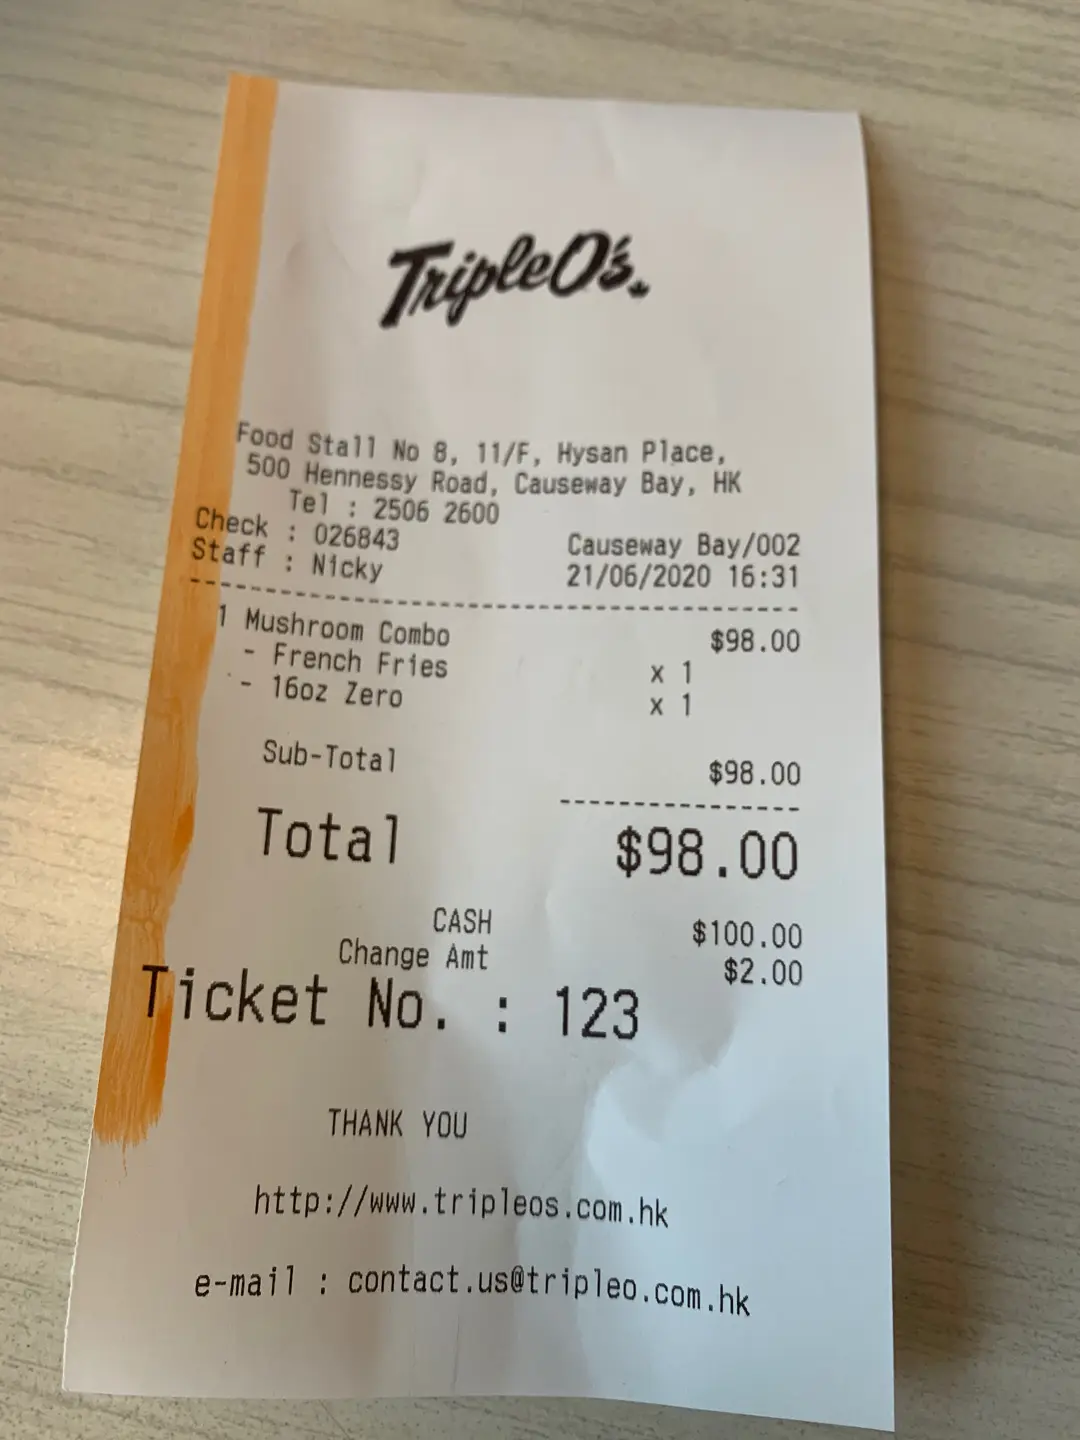 Triple O's
Food Stall No 8, 11/F, Hysan Place,
500 Hennessy Road, Causeway Bay, HK
Tel : 2506 2600
Check : 026843 Causeway Bay/002
Staff : Nicky 21/06/2020 16:31
1 Mushroom Combo $98.00
- French Fries x 1
- 16oz Zero x 1
Sub-Total $98.00
Total $98.00
CASH $100.00
Change Amt $2.00
Ticket No. : 123
THANK YOU
http://www.tripleos.com.hk
e-mail : contact.us@tripleo.com.hk